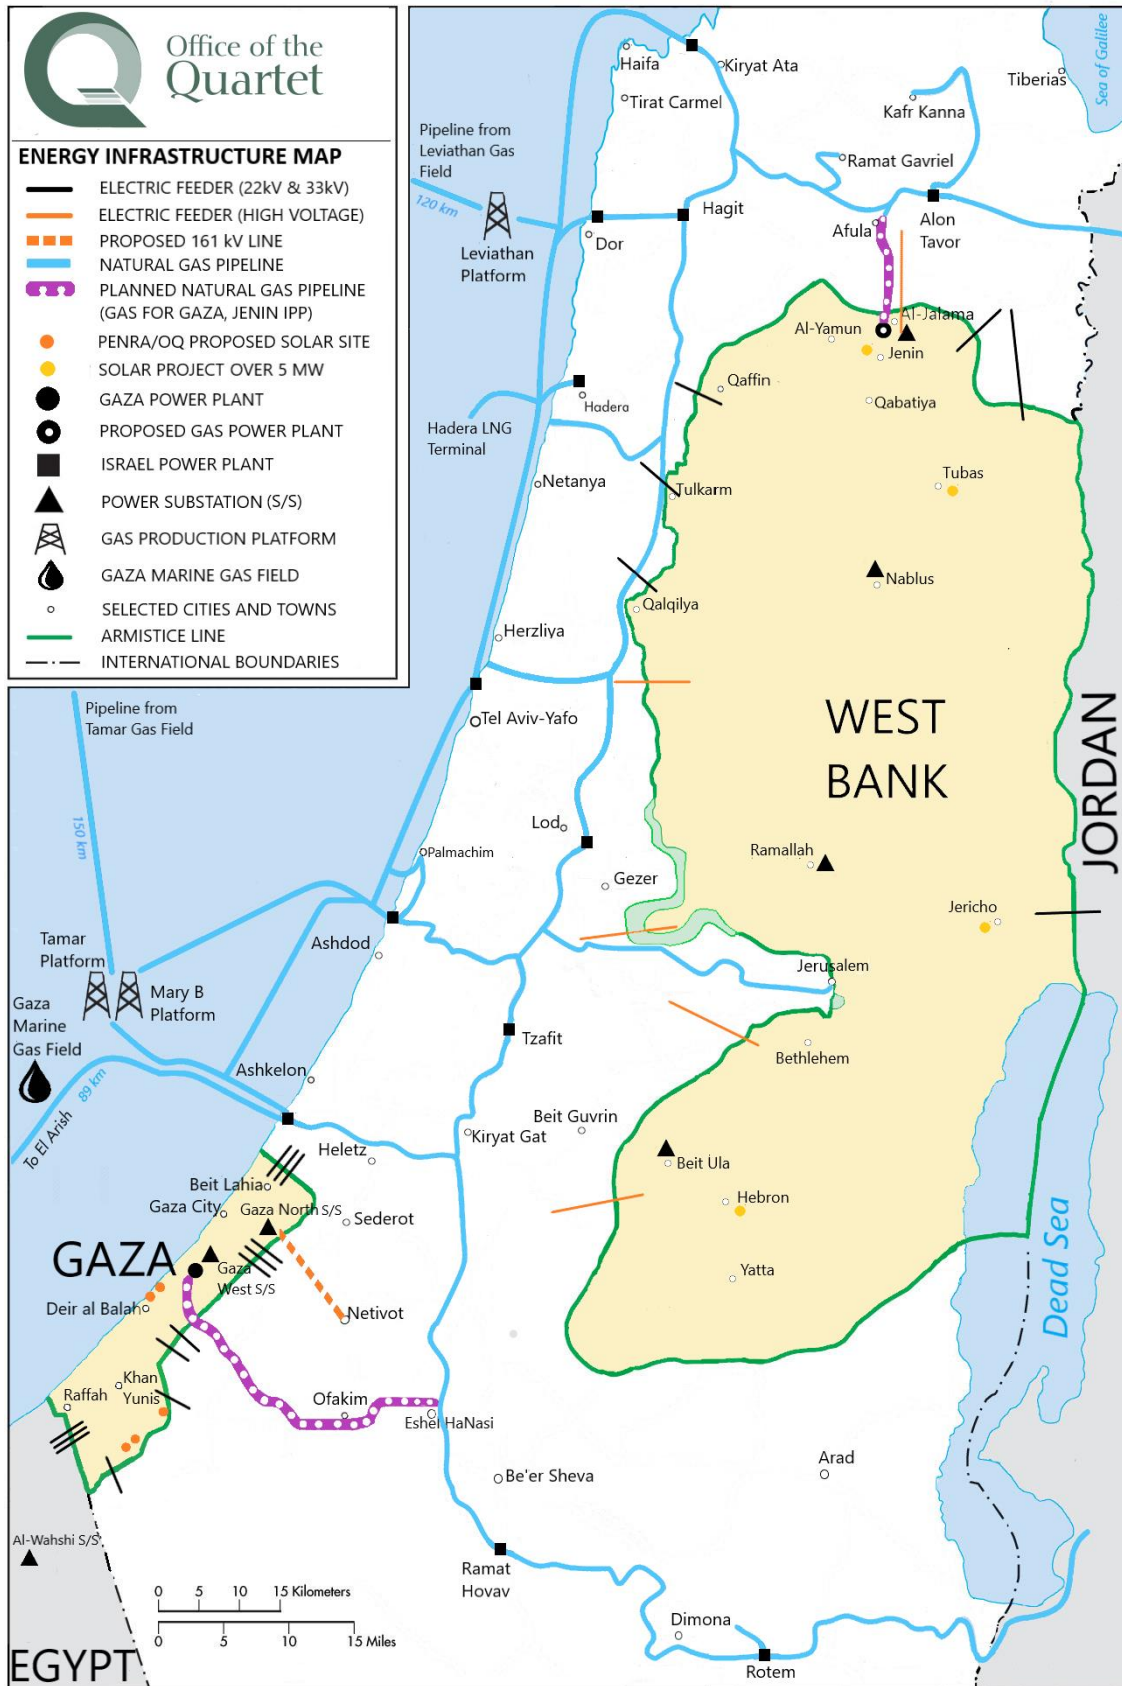 Office of the
Quartet
ENERGY INFRASTRUCTURE MAP
ELECTRIC FEEDER (22kV & 33kV)
ELECTRIC FEEDER (HIGH VOLTAGE)
PROPOSED 161 kV LINE
NATURAL GAS PIPELINE
PLANNED NATURAL GAS PIPELINE
(GAS FOR GAZA, JENIN IPP)
PENRA/OQ PROPOSED SOLAR SITE
SOLAR PROJECT OVER 5 MW
GAZA POWER PLANT
PROPOSED GAS POWER PLANT
ISRAEL POWER PLANT
POWER SUBSTATION (S/S)
GAS PRODUCTION PLATFORM
GAZA MARINE GAS FIELD
SELECTED CITIES AND TOWNS
ARMISTICE LINE
INTERNATIONAL BOUNDARIES
Haifa
Kiryat Ata
Tiberias
Sea of Galilee
Tirat Carmel
Kafr Kanna
Pipeline from
Leviathan Gas
Field
120 km
Ramat Gavriel
Leviathan
Platform
Dor
Hagit
Afula
Alon
Tavor
Al-Jalama
Al-Yamun
Jenin
Qaffin
Hadera
Qabatiya
Hadera LNG
Terminal
Netanya
Tulkarm
Tubas
Nablus
Qalqilya
Herzliya
Pipeline from
Tamar Gas Field
Tel Aviv-Yafo
WEST
BANK
JORDAN
150 km
Lod
Palmachim
Ramallah
Gezer
Jericho
Tamar
Platform
Ashdod
Jerusalem
Mary B
Platform
Gaza
Marine
Gas Field
Tzafit
Bethlehem
Ashkelon
89 km
To El Arish
Beit Guvrin
Kiryat Gat
Heletz
Beit Ula
Beit Lahia
Gaza City
Gaza North S/S
Sederot
Hebron
GAZA
Gaza
West S/S
Yatta
Dead Sea
Deir al Balah
Netivot
Khan
Yunis
Raffah
Ofakim
Eshel HaNasi
Be'er Sheva
Arad
Al-Wahshi S/S
Ramat
Hovav
0 5 10 15 Kilometers
0 5 10 15 Miles
Dimona
Rotem
EGYPT